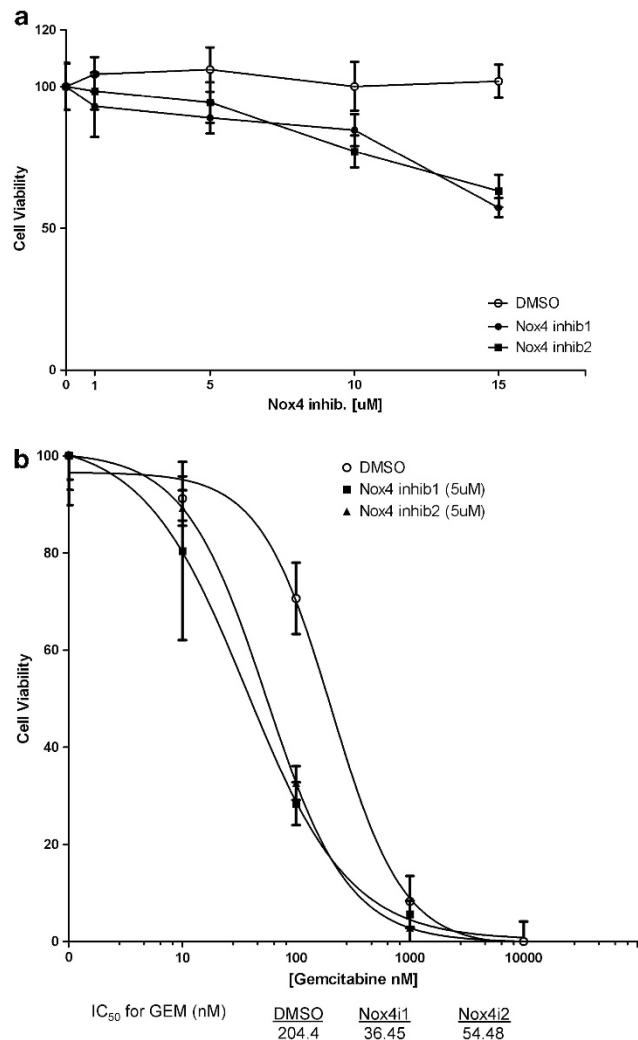 a
120
100
50
0
Cell Viability
0 1 5 10 15
Nox4 inhib. [uM]
DMSO
Nox4 inhib1
Nox4 inhib2
b
100
80
60
40
20
0
Cell Viability
DMSO
Nox4 inhib1 (5uM)
Nox4 inhib2 (5uM)
0 10 100 1000 10000
[Gemcitabine nM]
IC50 for GEM (nM) DMSO Nox4i1 Nox4i2
204.4 36.45 54.48